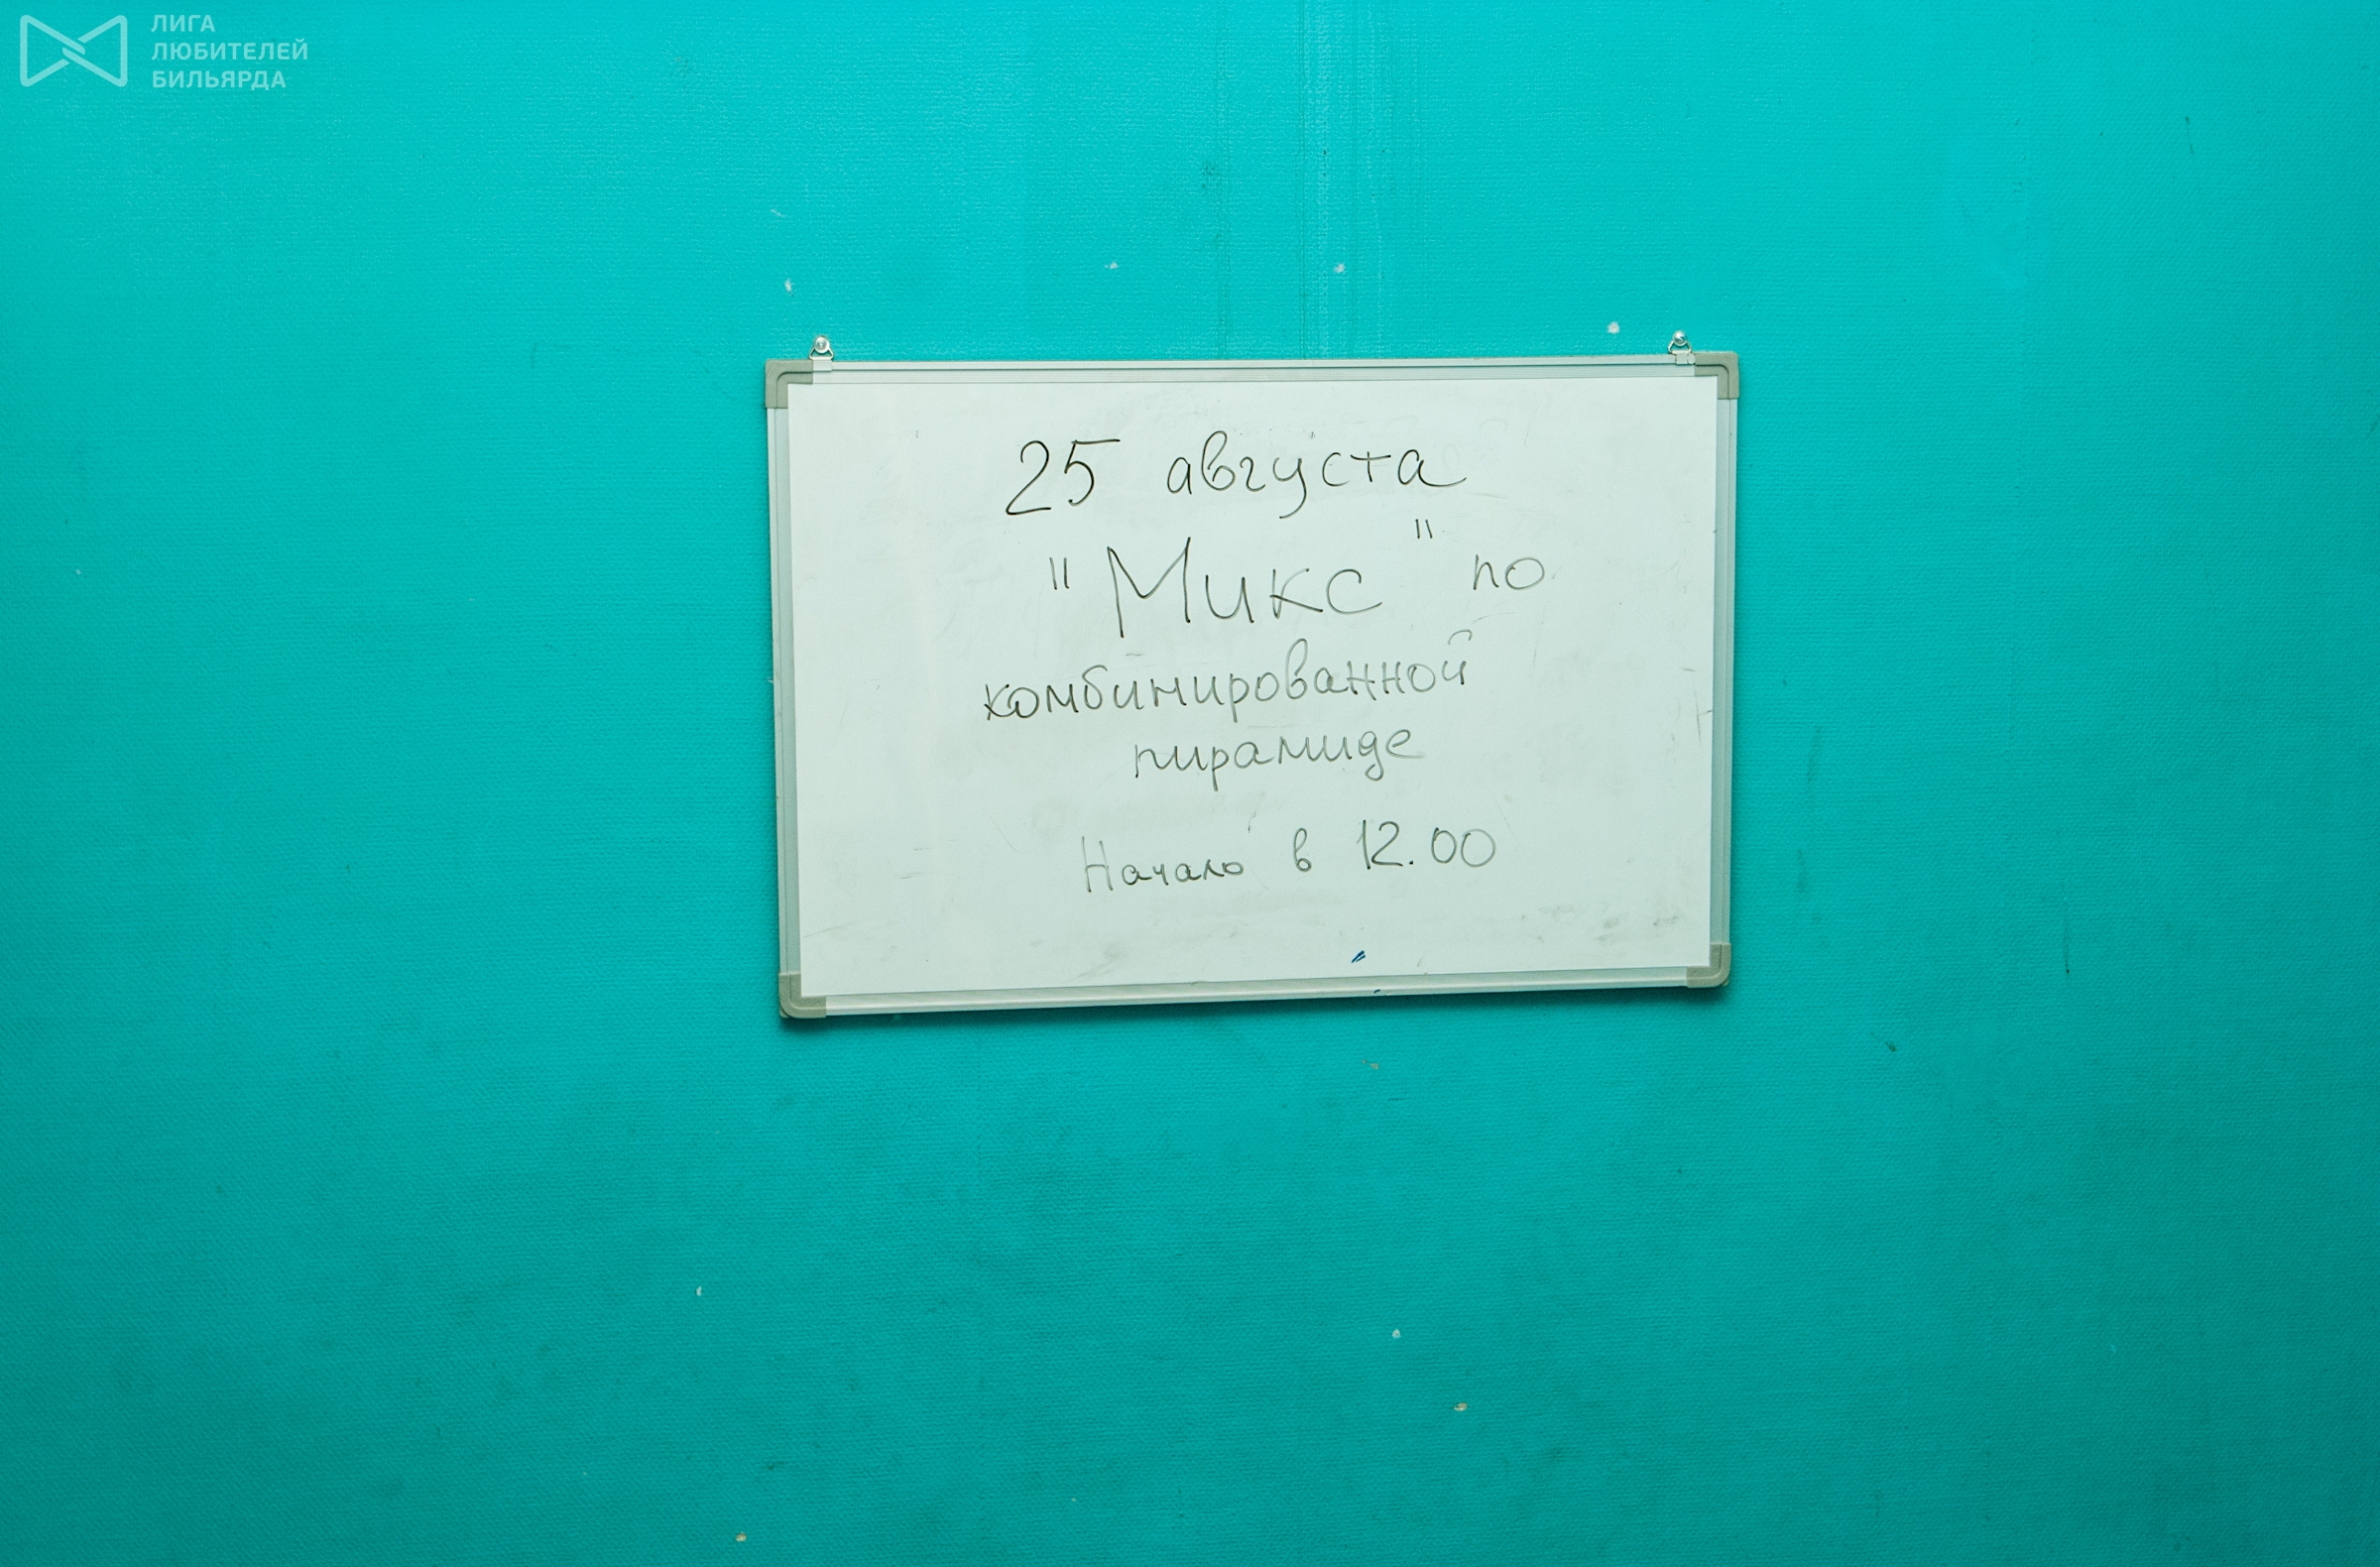 ЛИГА
ЛЮБИТЕЛЕЙ
БИЛЬЯРДА
25 августа
"Микс" по
комбинированной
пирамиде
Начало в 12.00